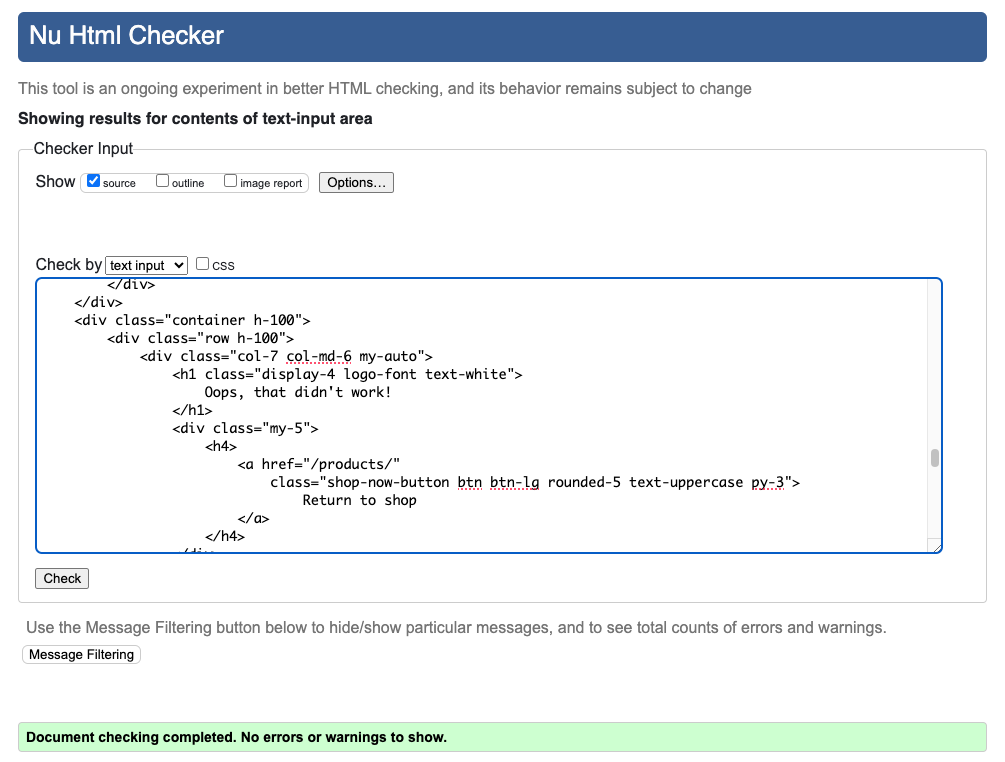 Nu Html Checker
This tool is an ongoing experiment in better HTML checking, and its behavior remains subject to change
Showing results for contents of text-input area
Checker Input
Show source outline image report Options...
Check by text input css
</div>
</div>
<div class="container h-100">
<div class="row h-100">
<div class="col-7 col-md-6 my-auto">
<h1 class="display-4 logo-font text-white">
Oops, that didn't work!
</h1>
<div class="my-5">
<h4>
<a href="/products/"
class="shop-now-button btn btn-lg rounded-5 text-uppercase py-3">
Return to shop
</a>
</h4>
Check
Use the Message Filtering button below to hide/show particular messages, and to see total counts of errors and warnings.
Message Filtering
Document checking completed. No errors or warnings to show.